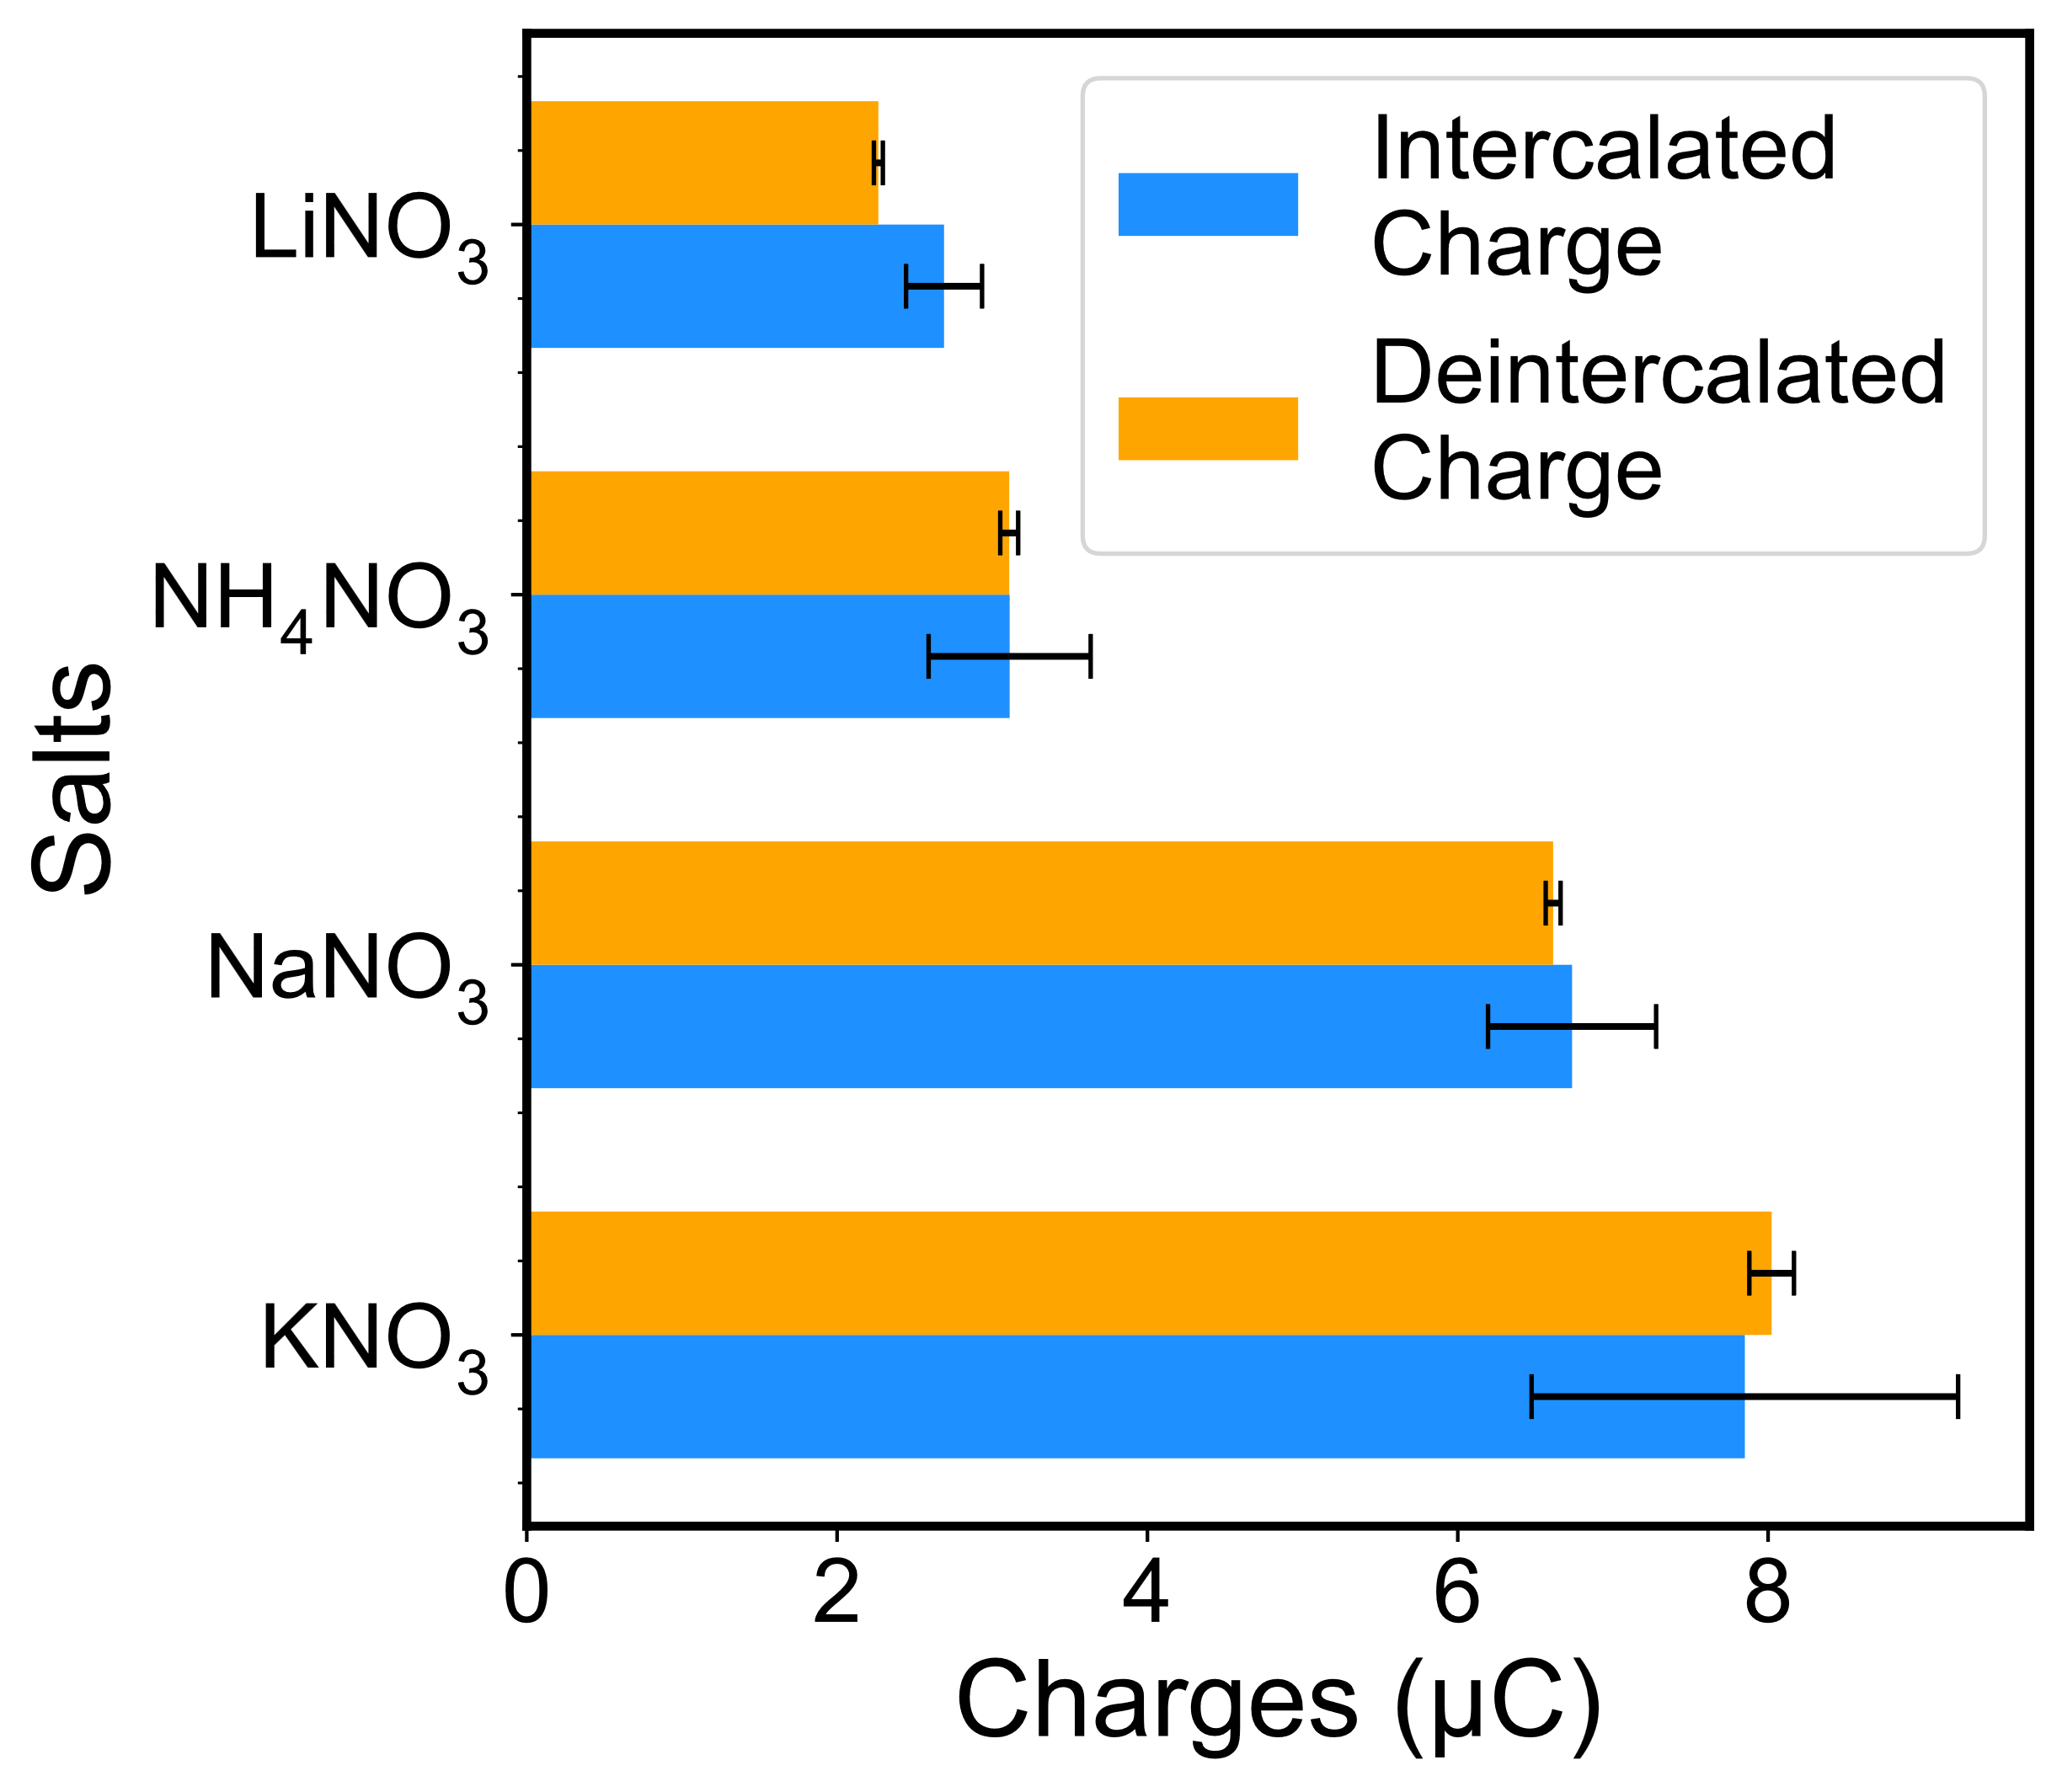 Intercalated
Charge
Deintercalated
Charge
LiNO₃
NH₄NO₃
NaNO₃
KNO₃
Salts
0 2 4 6 8
Charges (µC)